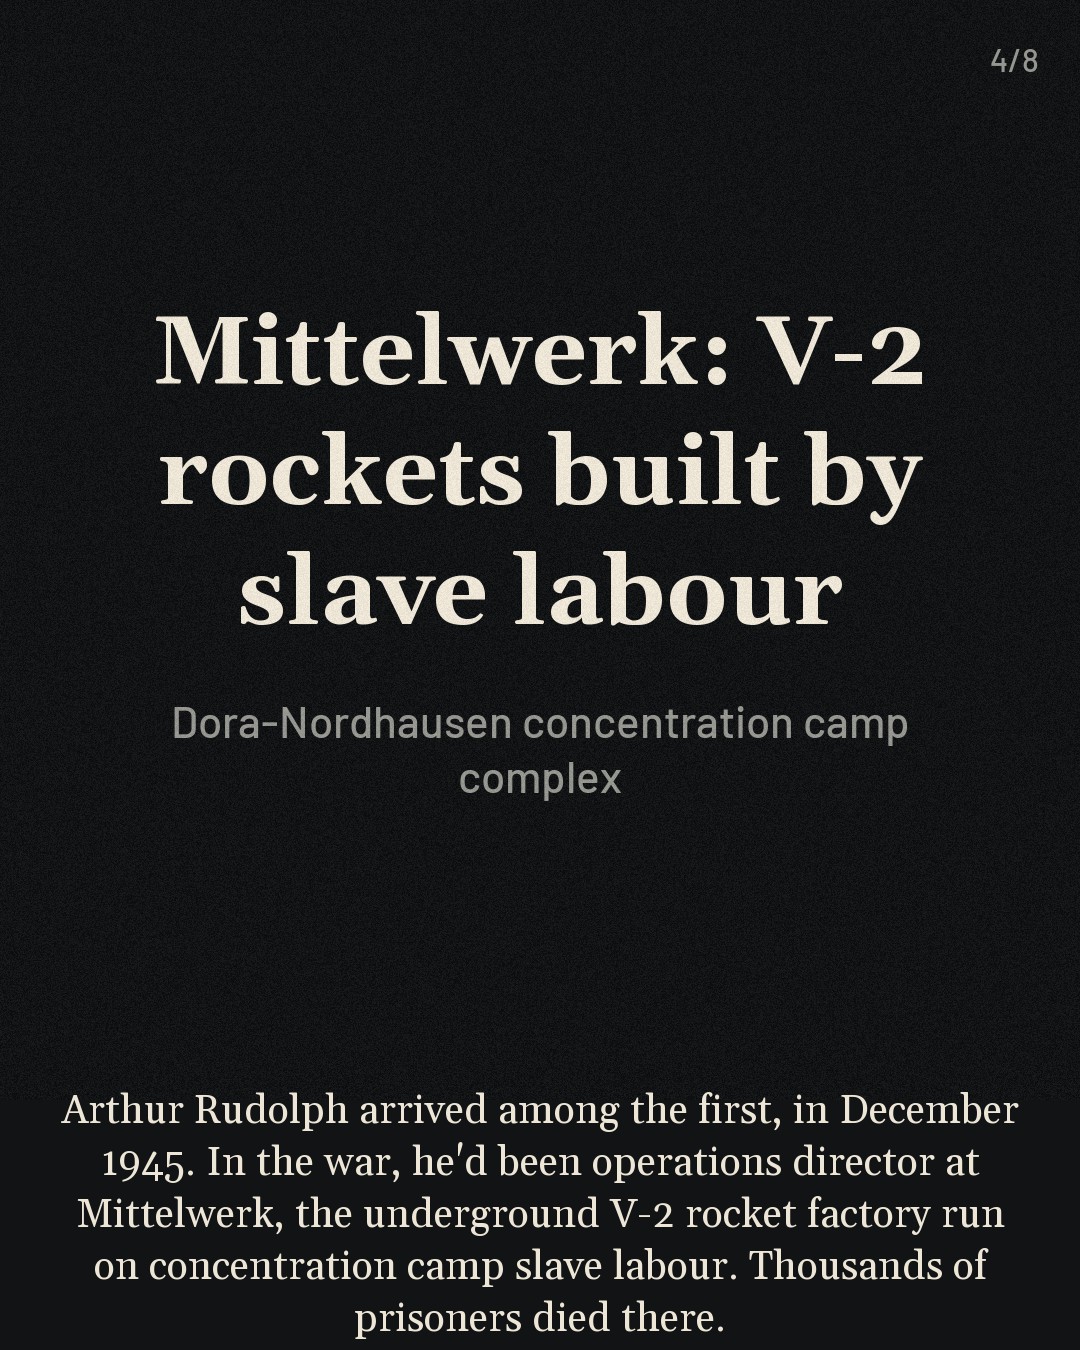 4/8
Mittelwerk: V-2
rockets built by
slave labour
Dora-Nordhausen concentration camp
complex
Arthur Rudolph arrived among the first, in December
1945. In the war, he'd been operations director at
Mittelwerk, the underground V-2 rocket factory run
on concentration camp slave labour. Thousands of
prisoners died there.